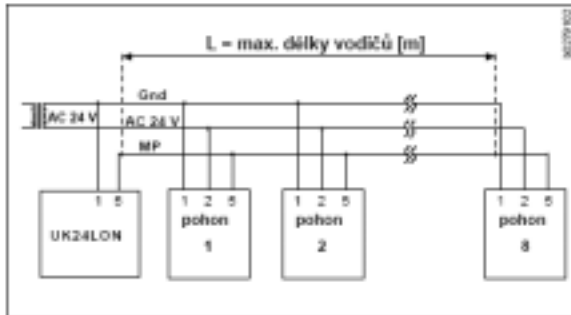 L = max. délky vodičů [m]
Gnd
AC 24 V
AC 24 V
MP
1 5
1 2 5
1 2 5
1 2 5
UK24LON
pohon
1
pohon
2
pohon
8